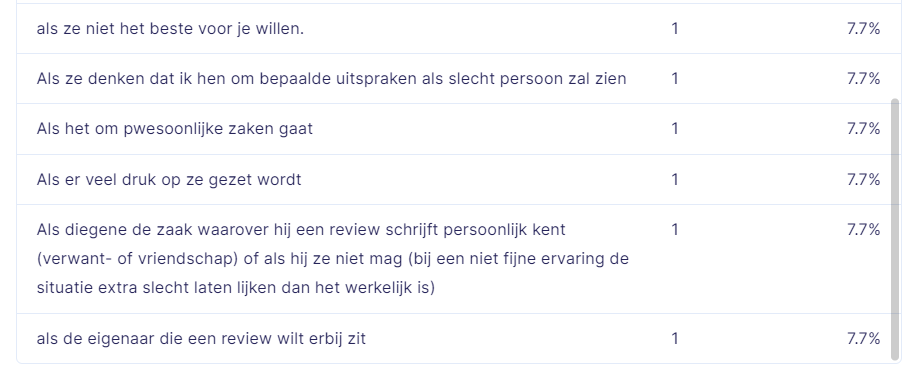 als ze niet het beste voor je willen. 1 7.7%
Als ze denken dat ik hen om bepaalde uitspraken als slecht persoon zal zien 1 7.7%
Als het om pwesoonlijke zaken gaat 1 7.7%
Als er veel druk op ze gezet wordt 1 7.7%
Als diegene de zaak waarover hij een review schrijft persoonlijk kent 1 7.7%
(verwant- of vriendschap) of als hij ze niet mag (bij een niet fijne ervaring de
situatie extra slecht laten lijken dan het werkelijk is)
als de eigenaar die een review wilt erbij zit 1 7.7%